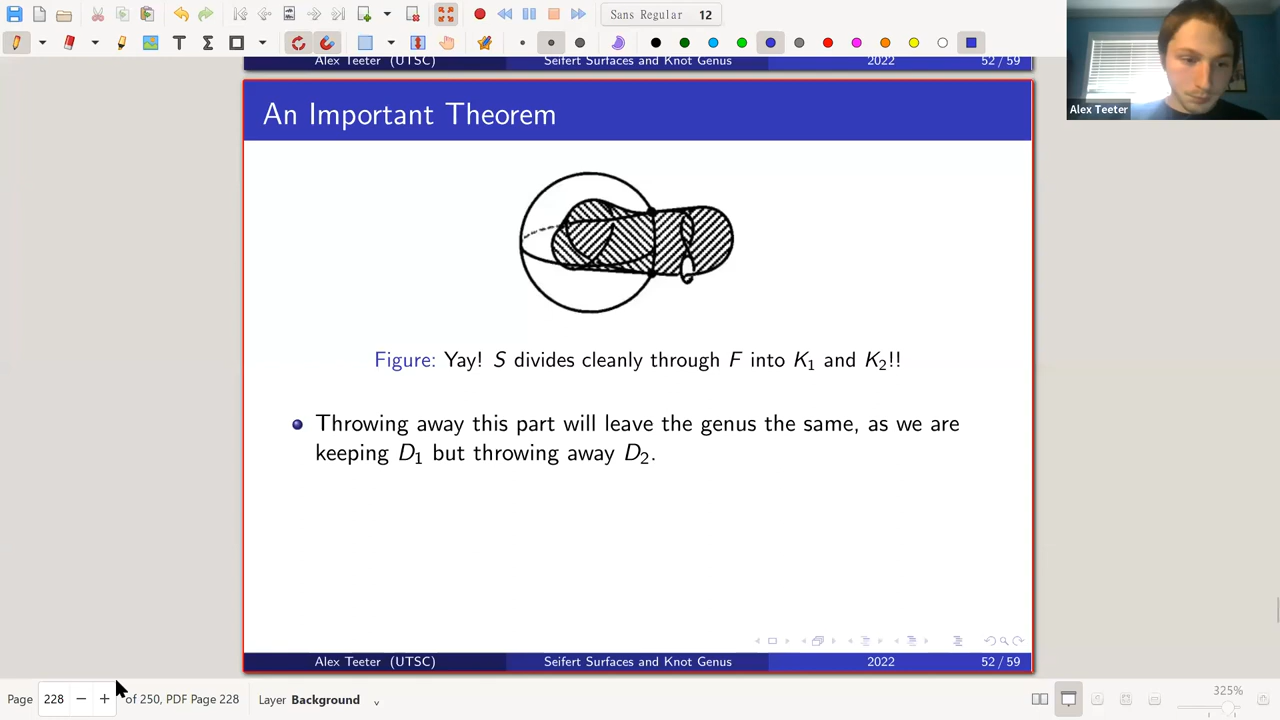 Sans Regular 12
Alex Teeter (UTSC) Seifert Surfaces and Knot Genus 2022 52 / 59
Alex Teeter
An Important Theorem
Figure: Yay! S divides cleanly through F into K1 and K2!!
Throwing away this part will leave the genus the same, as we are
keeping D1 but throwing away D2.
Alex Teeter (UTSC) Seifert Surfaces and Knot Genus 2022 52 / 59
Page 228 of 250, PDF Page 228 Layer Background 325%